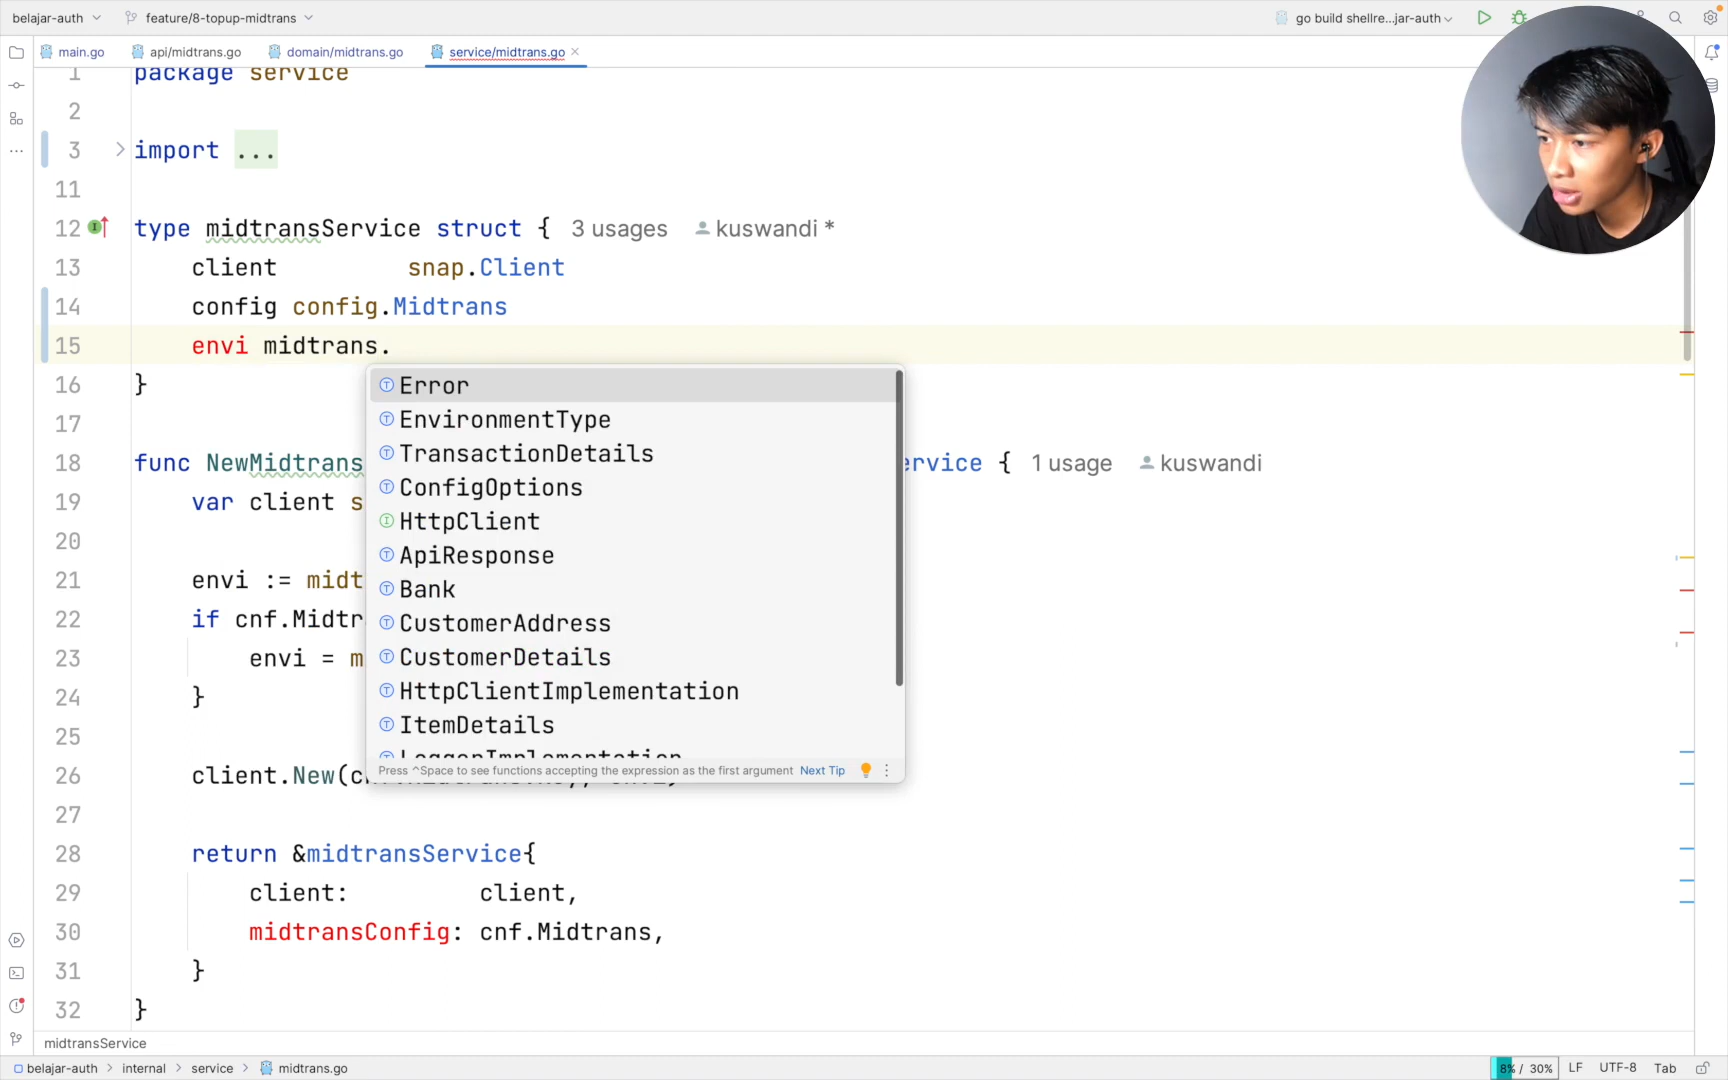 belajar-auth
feature/8-topup-midtrans
go build shellre...jar-auth
main.go
api/midtrans.go
domain/midtrans.go
service/midtrans.go
1 package service
2
3 import ...
11
12 type midtransService struct { 3 usages kuswandi *
13 client snap.Client
14 config config.Midtrans
15 envi midtrans.
16 }
17
18 func NewMidtrans ervice { 1 usage kuswandi
19 var client s
20
21 envi := midt
22 if cnf.Midtr
23 envi = m
24 }
25
26 client.New(c
27
28 return &midtransService{
29 client: client,
30 midtransConfig: cnf.Midtrans,
31 }
32 }
Error
EnvironmentType
TransactionDetails
ConfigOptions
HttpClient
ApiResponse
Bank
CustomerAddress
CustomerDetails
HttpClientImplementation
ItemDetails
LoggerImplementation
Press ^Space to see functions accepting the expression as the first argument Next Tip
midtransService
belajar-auth > internal > service > midtrans.go
8% / 30% LF UTF-8 Tab